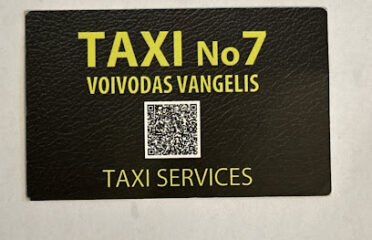 TAXI No7
VOIVODAS VANGELIS
TAXI SERVICES